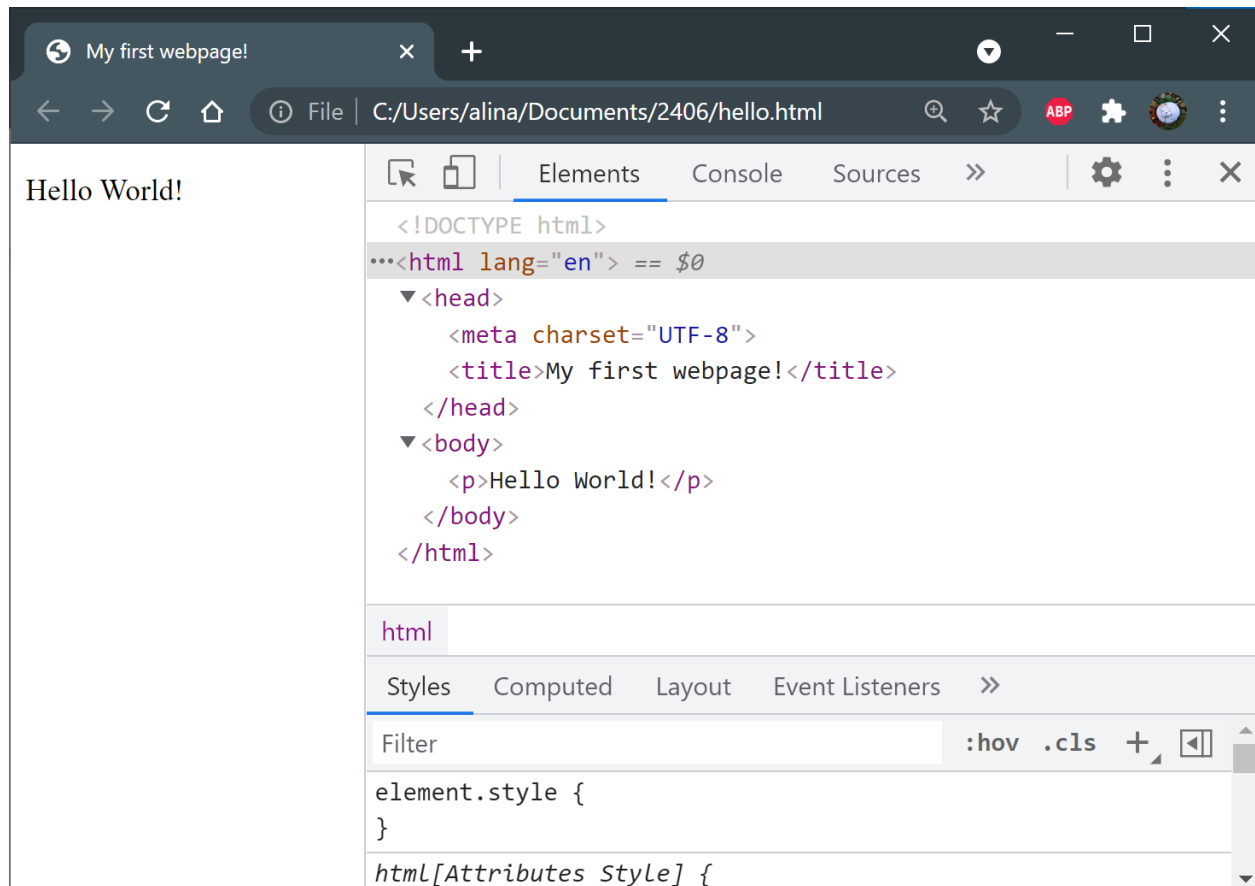 My first webpage!
File C:/Users/alina/Documents/2406/hello.html ABP
Hello World!
Elements Console Sources
<!DOCTYPE html>
<html lang="en"> == $0
<head>
<meta charset="UTF-8">
<title>My first webpage!</title>
</head>
<body>
<p>Hello World!</p>
</body>
</html>
html
Styles Computed Layout Event Listeners
Filter :hov .cls
element.style {
}
html[Attributes Style] {